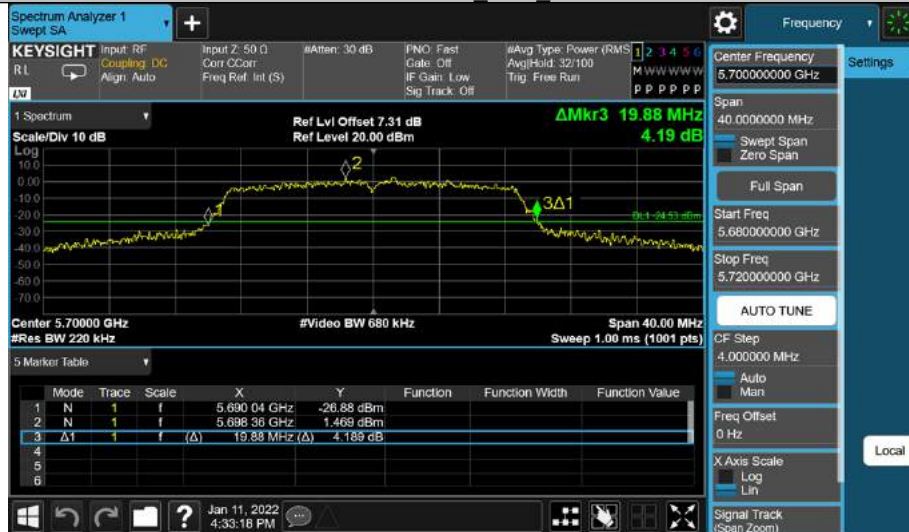 Spectrum Analyzer 1
Swept SA
Frequency
KEYSIGHT
RL
LXI
Input: RF
Coupling: DC
Align: Auto
Input Z: 50 Ω
Corr CCorr
Freq Ref: Int (S)
#Atten: 30 dB
PNO: Fast
Gate: Off
IF Gain: Low
Sig Track: Off
#Avg Type: Power (RMS
Avg|Hold: 32/100
Trig: Free Run
1 2 3 4 5 6
M W W W W W
P P P P P P
1 Spectrum
Scale/Div 10 dB
Ref Lvl Offset 7.31 dB
Ref Level 20.00 dBm
ΔMkr3 19.88 MHz
4.19 dB
Log
10.0
0.00
-10.0
-20.0
-30.0
-40.0
-50.0
-60.0
-70.0
1
2
3Δ1
DL1 -24.53 dBm
Center 5.70000 GHz
#Res BW 220 kHz
#Video BW 680 kHz
Span 40.00 MHz
Sweep 1.00 ms (1001 pts)
5 Marker Table
Mode Trace Scale X Y Function Function Width Function Value
1 N 1 f 5.690 04 GHz -26.88 dBm
2 N 1 f 5.698 36 GHz 1.469 dBm
3 Δ1 1 f (Δ) 19.88 MHz (Δ) 4.189 dB
4
5
6
Jan 11, 2022
4:33:18 PM
?
Center Frequency
5.700000000 GHz
Span
40.0000000 MHz
Swept Span
Zero Span
Full Span
Start Freq
5.680000000 GHz
Stop Freq
5.720000000 GHz
AUTO TUNE
CF Step
4.000000 MHz
Auto
Man
Freq Offset
0 Hz
X Axis Scale
Log
Lin
Signal Track
(Span Zoom)
Settings
Local